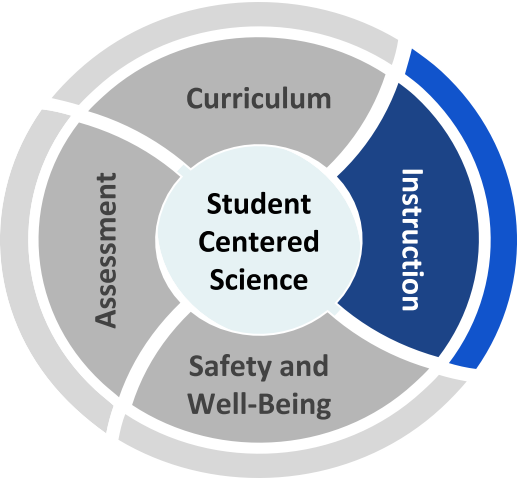 Curriculum
Instruction
Student
Centered
Science
Assessment
Safety and
Well-Being